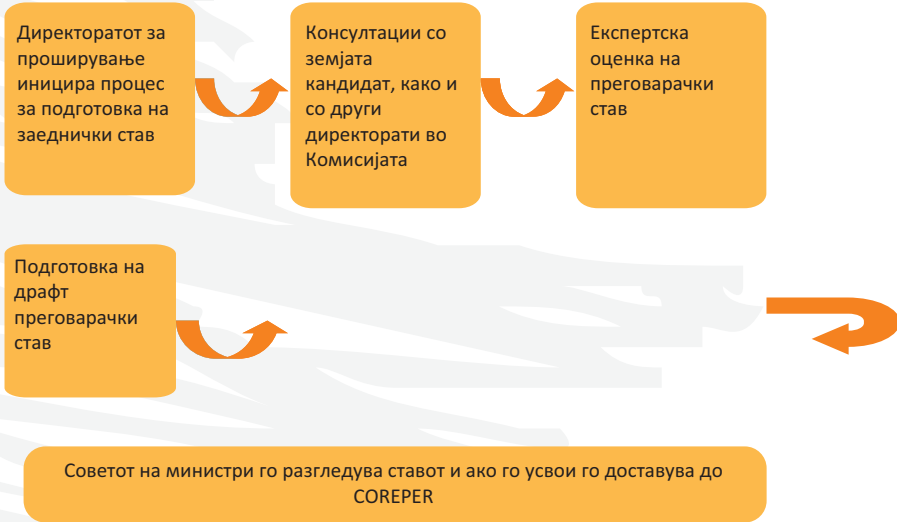 Директоратот за
проширување
иницира процес
за подготовка на
заеднички став
Консултации со
земјата
кандидат, како и
со други
директорати во
Комисијата
Експертска
оценка на
преговарачки
став
Подготовка на
драфт
преговарачки
став
Советот на министри го разгледува ставот и ако го усвои го доставува до
COREPER